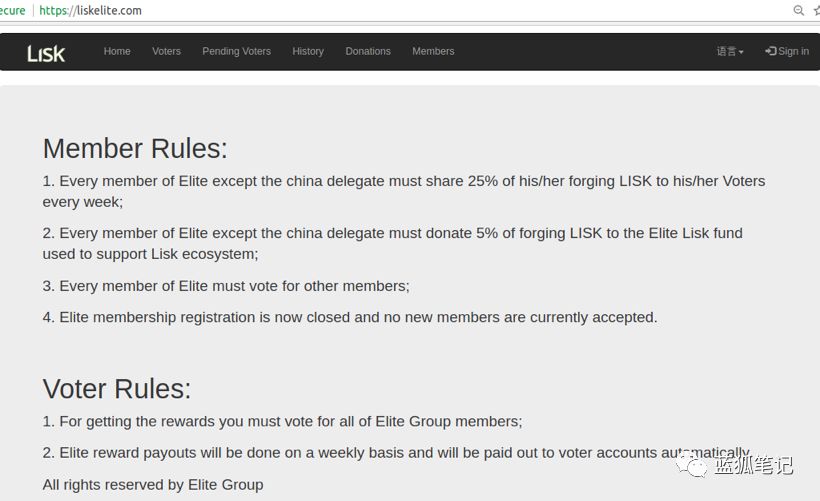 ecure https://liskelite.com
Lisk Home Voters Pending Voters History Donations Members 语言 Sign in
Member Rules:
1. Every member of Elite except the china delegate must share 25% of his/her forging LISK to his/her Voters
every week;
2. Every member of Elite except the china delegate must donate 5% of forging LISK to the Elite Lisk fund
used to support Lisk ecosystem;
3. Every member of Elite must vote for other members;
4. Elite membership registration is now closed and no new members are currently accepted.
Voter Rules:
1. For getting the rewards you must vote for all of Elite Group members;
2. Elite reward payouts will be done on a weekly basis and will be paid out to voter accounts automatically.
蓝狐笔记
All rights reserved by Elite Group